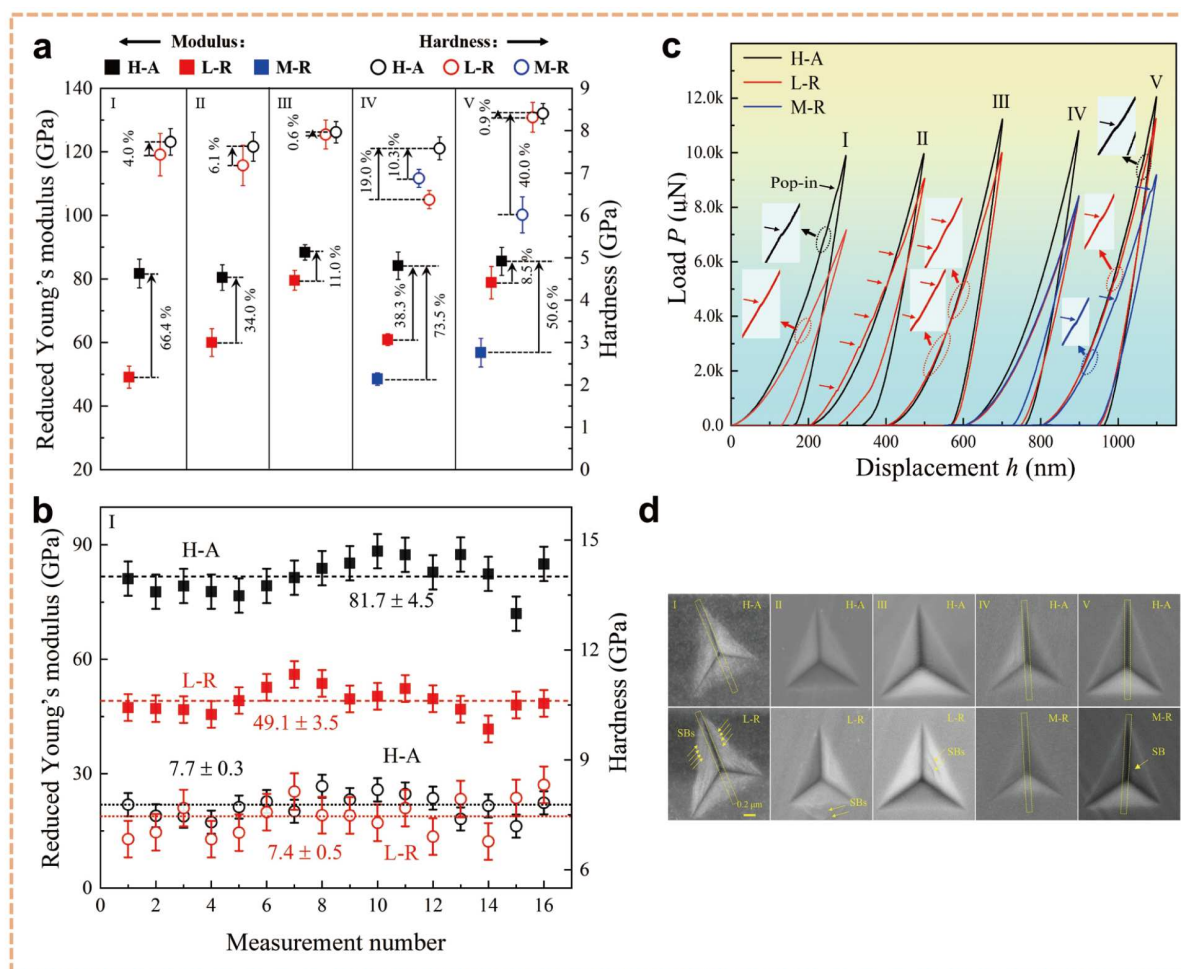 a
Modulus:
Hardness:
H-A L-R M-R H-A L-R M-R
Reduced Young's modulus (GPa)
140
120
100
80
60
40
20
I II III IV V
4.0 %
6.1 %
0.6 %
19.0 %
10.3 %
0.9 %
40.0 %
66.4 %
34.0 %
11.0 %
38.3 %
73.5 %
8.5 %
50.6 %
9
8
7
6
5
4
3
2
1
0
Hardness (GPa)
b
I
Reduced Young's modulus (GPa)
90
60
30
0
H-A
81.7 ± 4.5
L-R
49.1 ± 3.5
H-A
7.7 ± 0.3
7.4 ± 0.5
L-R
15
12
9
6
Hardness (GPa)
0 2 4 6 8 10 12 14 16
Measurement number
c
H-A
L-R
M-R
Load P (μN)
12.0k
10.0k
8.0k
6.0k
4.0k
2.0k
0.0
I
II
III
IV
V
Pop-in
0 200 400 600 800 1000
Displacement h (nm)
d
I H-A
II H-A
III H-A
IV H-A
V H-A
L-R
SBs
0.2 μm
L-R
SBs
L-R
SBs
M-R
M-R
SB